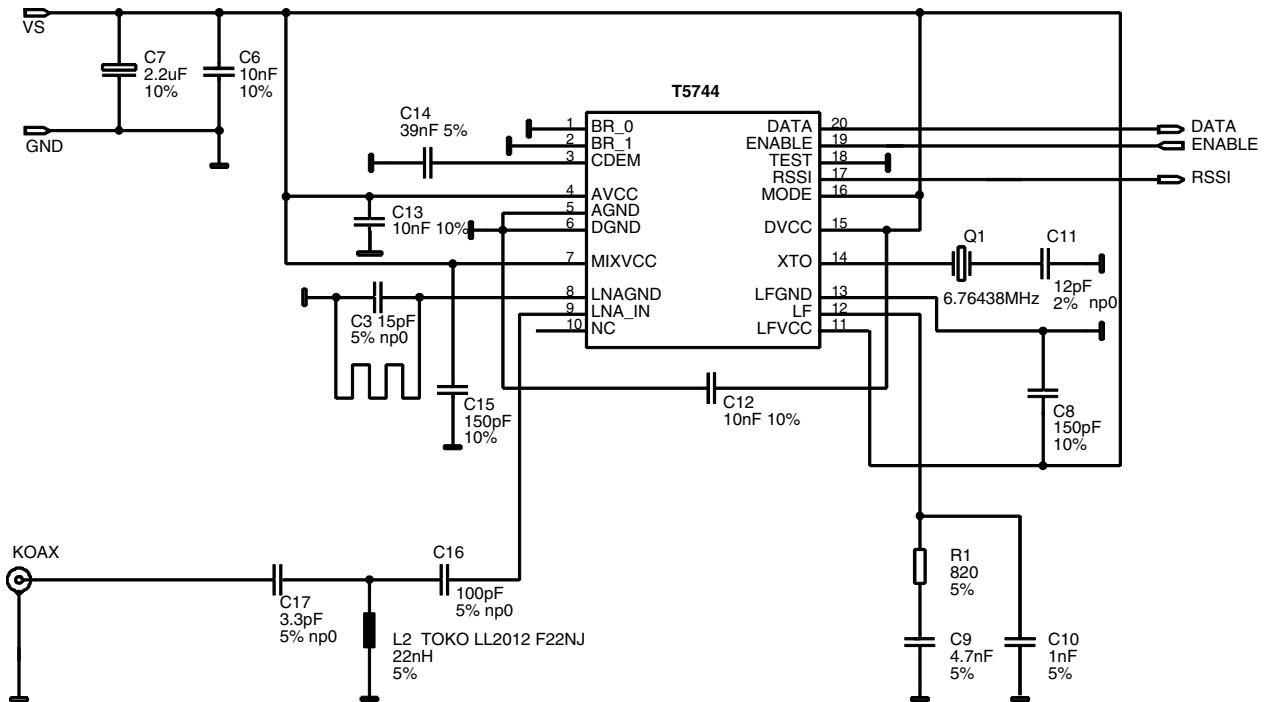 VS
C7
2.2uF
10%
C6
10nF
10%
GND
T5744
C14
39nF 5%
1 BR_0
2 BR_1
3 CDEM
4 AVCC
5 AGND
6 DGND
7 MIXVCC
8 LNAGND
9 LNA_IN
10 NC
DATA 20
ENABLE 19
TEST 18
RSSI 17
MODE 16
DVCC 15
XTO 14
LFGND 13
LF 12
LFVCC 11
DATA
ENABLE
RSSI
C13
10nF 10%
Q1
6.76438MHz
C11
12pF
2% np0
C3 15pF
5% np0
C15
150pF
10%
C12
10nF 10%
C8
150pF
10%
KOAX
C17
3.3pF
5% np0
C16
100pF
5% np0
L2 TOKO LL2012 F22NJ
22nH
5%
R1
820
5%
C9
4.7nF
5%
C10
1nF
5%